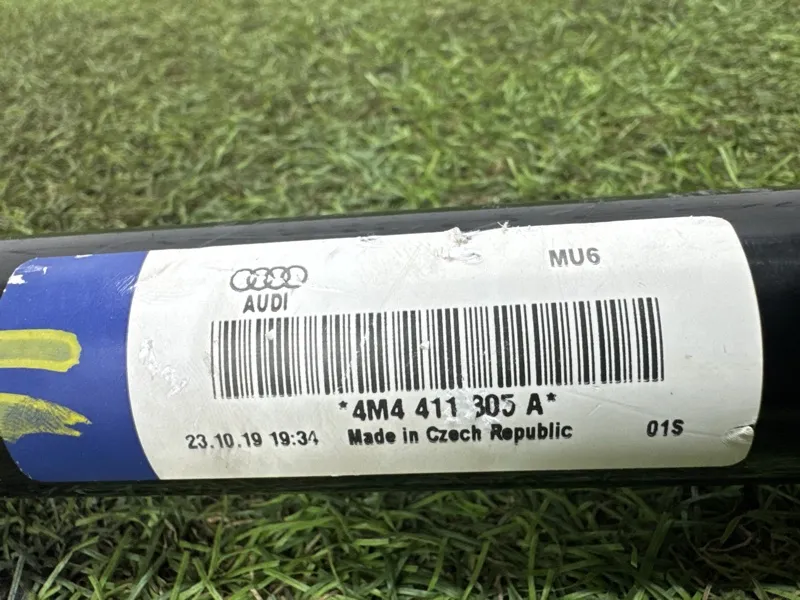 MU6
AUDI
*4M4 411 305 A*
23.10.19 19:34 Made in Czech Republic 01S